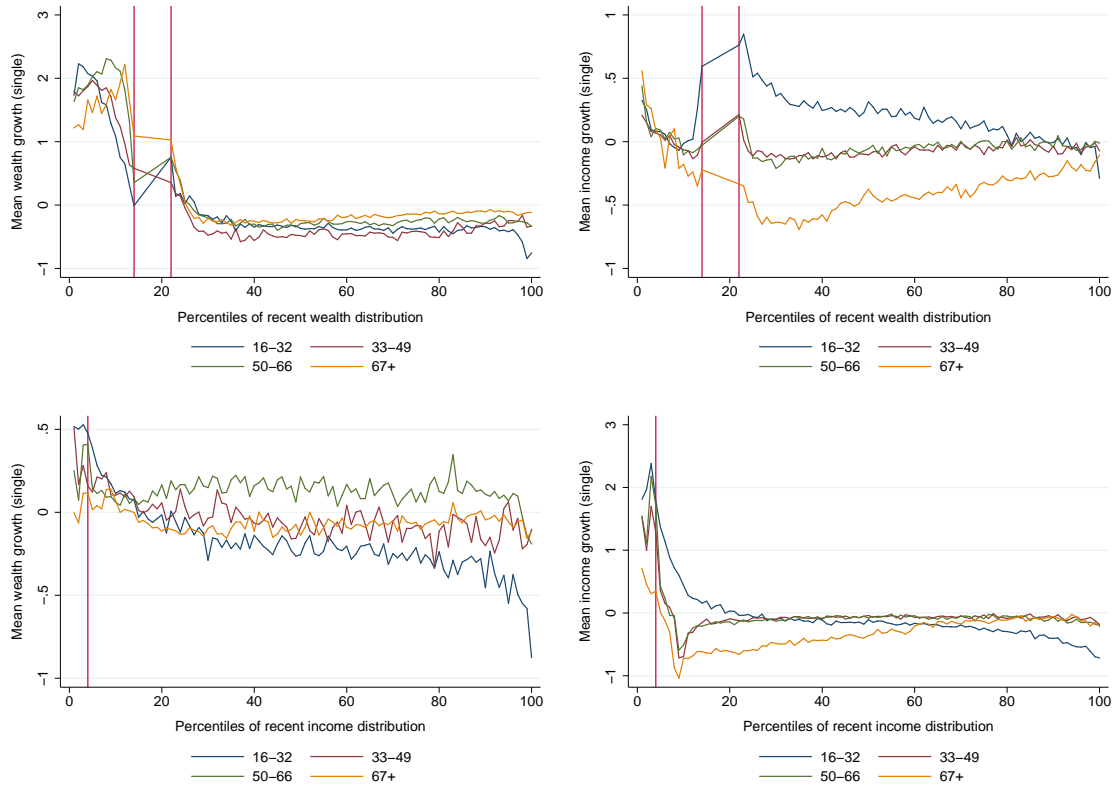 Mean wealth growth (single)
3
2
1
0
−1
0 20 40 60 80 100
Percentiles of recent wealth distribution
16−32 33−49
50−66 67+
Mean income growth (single)
1
.5
0
−.5
−1
0 20 40 60 80 100
Percentiles of recent wealth distribution
16−32 33−49
50−66 67+
Mean wealth growth (single)
.5
0
−.5
−1
0 20 40 60 80 100
Percentiles of recent income distribution
16−32 33−49
50−66 67+
Mean income growth (single)
3
2
1
0
−1
0 20 40 60 80 100
Percentiles of recent income distribution
16−32 33−49
50−66 67+